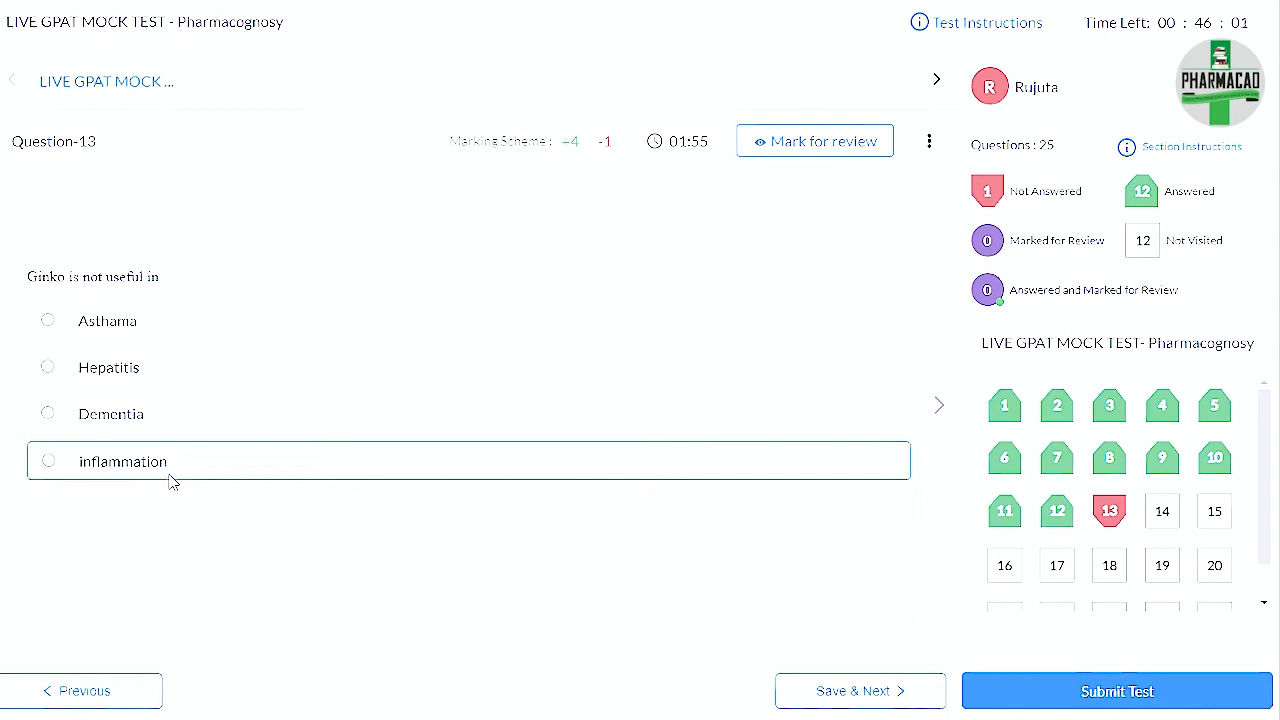 LIVE GPAT MOCK TEST - Pharmacognosy
Test Instructions
Time Left: 00 : 46 : 01
LIVE GPAT MOCK ...
R Rujuta
PHARMACAD
Question-13
Marking Scheme: +4 -1
01:55
Mark for review
Questions : 25
Section Instructions
1 Not Answered
12 Answered
0 Marked for Review
12 Not Visited
0 Answered and Marked for Review
Ginko is not useful in
Asthama
Hepatitis
Dementia
inflammation
LIVE GPAT MOCK TEST- Pharmacognosy
1 2 3 4 5
6 7 8 9 10
11 12 13 14 15
16 17 18 19 20
Previous
Save & Next
Submit Test